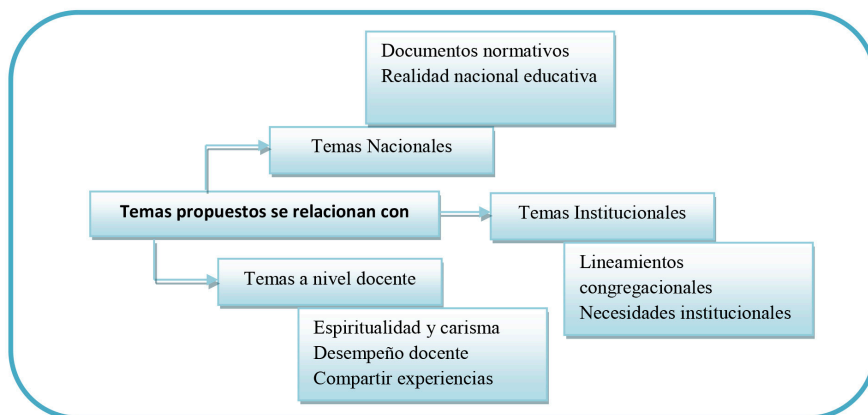 Documentos normativos
Realidad nacional educativa
Temas Nacionales
Temas propuestos se relacionan con
Temas Institucionales
Lineamientos
congregacionales
Necesidades institucionales
Temas a nivel docente
Espiritualidad y carisma
Desempeño docente
Compartir experiencias